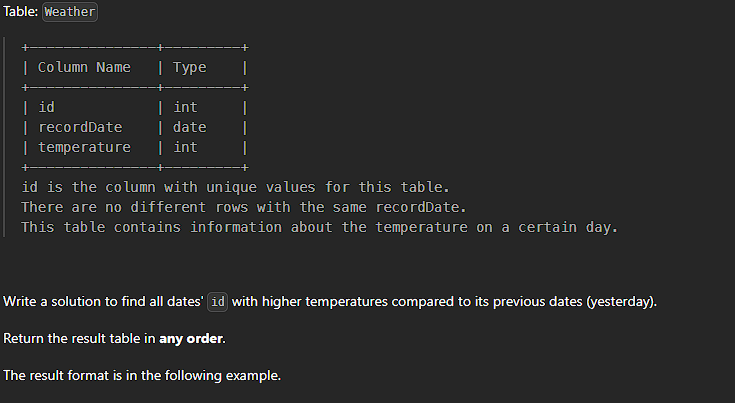 Table: Weather
+---------------+---------+
| Column Name   | Type    |
+---------------+---------+
| id            | int     |
| recordDate    | date    |
| temperature   | int     |
+---------------+---------+
id is the column with unique values for this table.
There are no different rows with the same recordDate.
This table contains information about the temperature on a certain day.
Write a solution to find all dates' id with higher temperatures compared to its previous dates (yesterday).
Return the result table in any order.
The result format is in the following example.